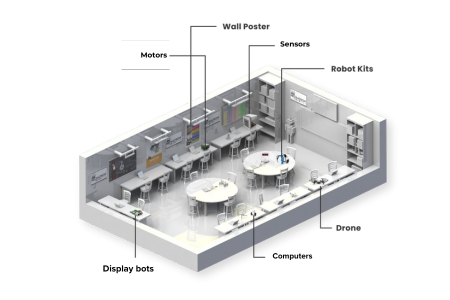 Wall Poster
Motors
Sensors
Robot Kits
Drone
Computers
Display bots